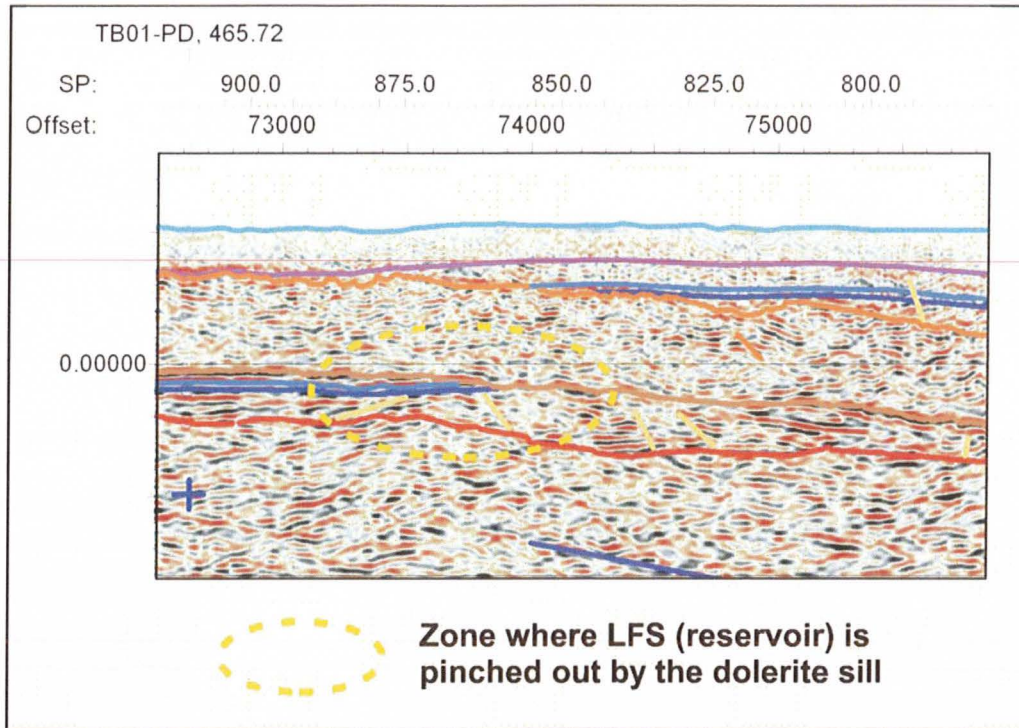 TB01-PD, 465.72
SP: 900.0 875.0 850.0 825.0 800.0
Offset: 73000 74000 75000
0.00000
Zone where LFS (reservoir) is
pinched out by the dolerite sill